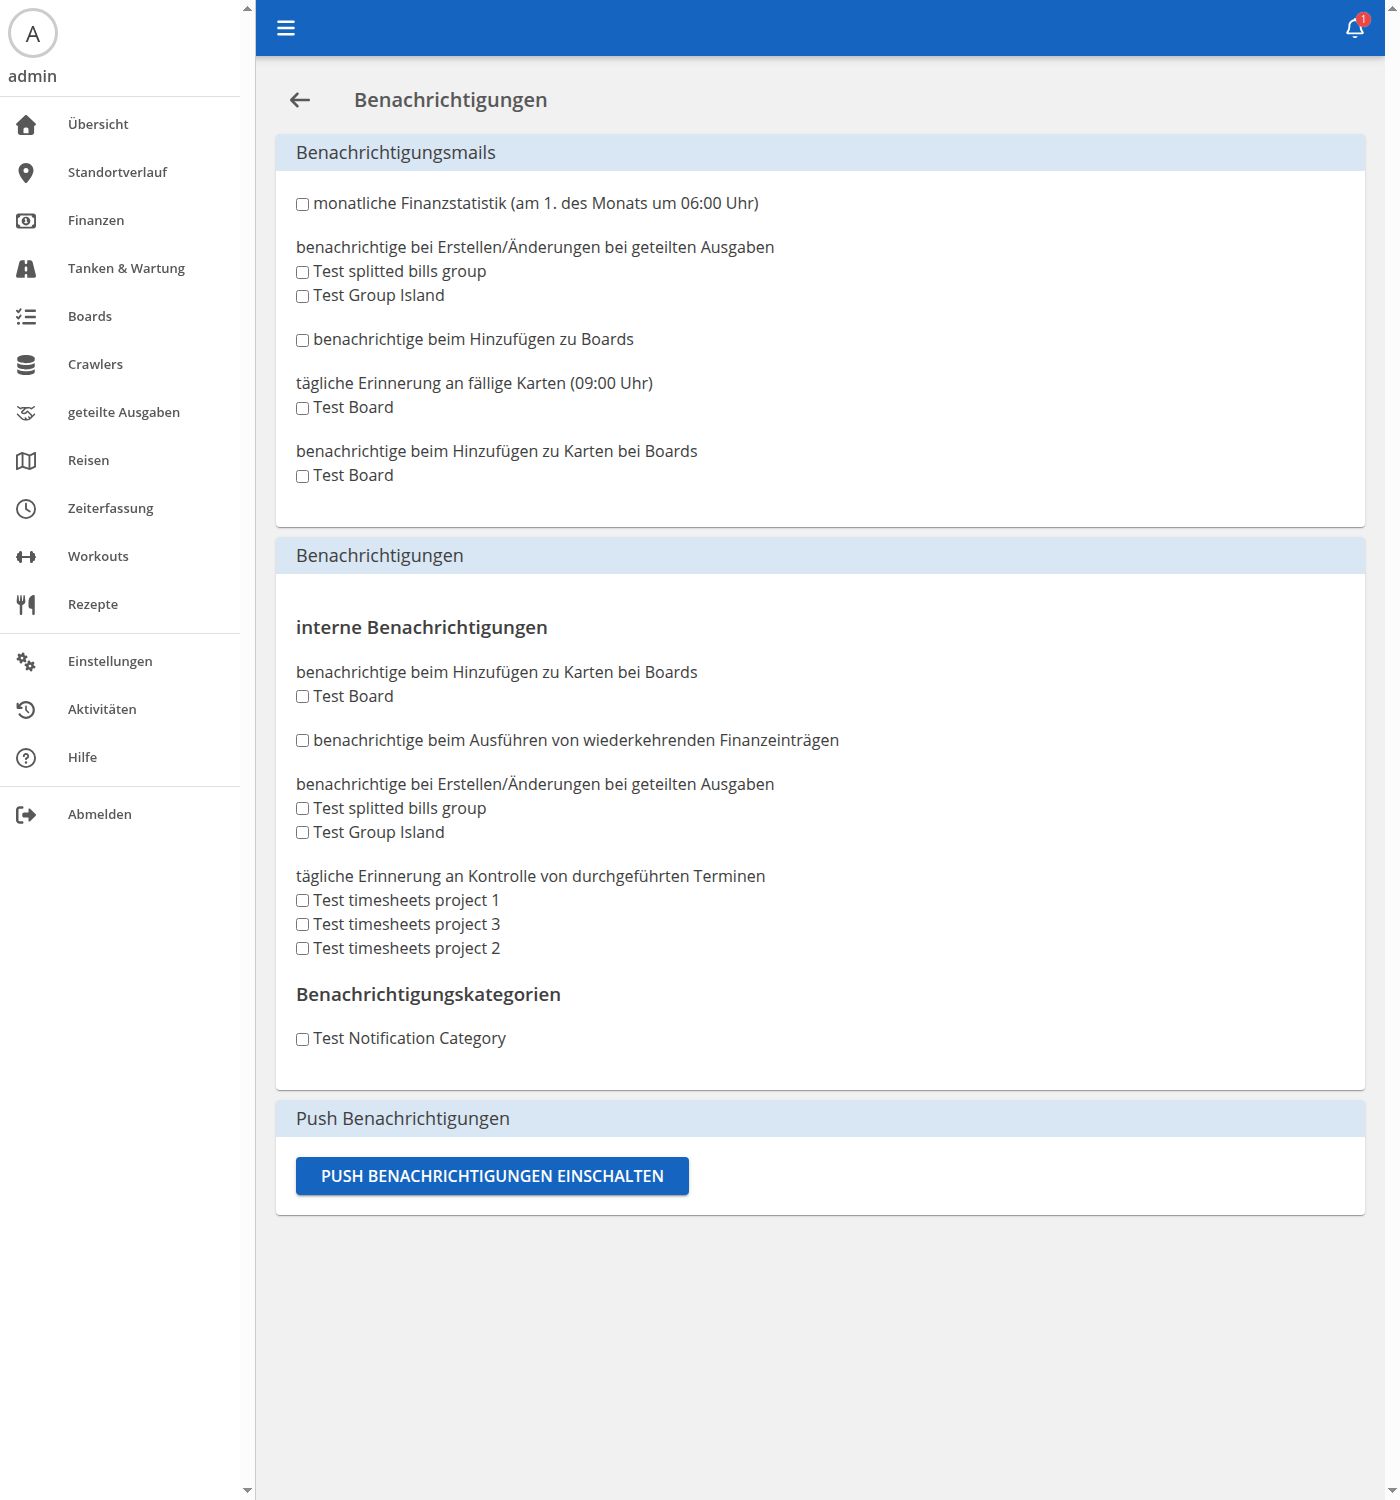 A
admin
Übersicht
Standortverlauf
Finanzen
Tanken & Wartung
Boards
Crawlers
geteilte Ausgaben
Reisen
Zeiterfassung
Workouts
Rezepte
Einstellungen
Aktivitäten
Hilfe
Abmelden
1
Benachrichtigungen
Benachrichtigungsmails
monatliche Finanzstatistik (am 1. des Monats um 06:00 Uhr)
benachrichtige bei Erstellen/Änderungen bei geteilten Ausgaben
Test splitted bills group
Test Group Island
benachrichtige beim Hinzufügen zu Boards
tägliche Erinnerung an fällige Karten (09:00 Uhr)
Test Board
benachrichtige beim Hinzufügen zu Karten bei Boards
Test Board
Benachrichtigungen
interne Benachrichtigungen
benachrichtige beim Hinzufügen zu Karten bei Boards
Test Board
benachrichtige beim Ausführen von wiederkehrenden Finanzeinträgen
benachrichtige bei Erstellen/Änderungen bei geteilten Ausgaben
Test splitted bills group
Test Group Island
tägliche Erinnerung an Kontrolle von durchgeführten Terminen
Test timesheets project 1
Test timesheets project 3
Test timesheets project 2
Benachrichtigungskategorien
Test Notification Category
Push Benachrichtigungen
PUSH BENACHRICHTIGUNGEN EINSCHALTEN